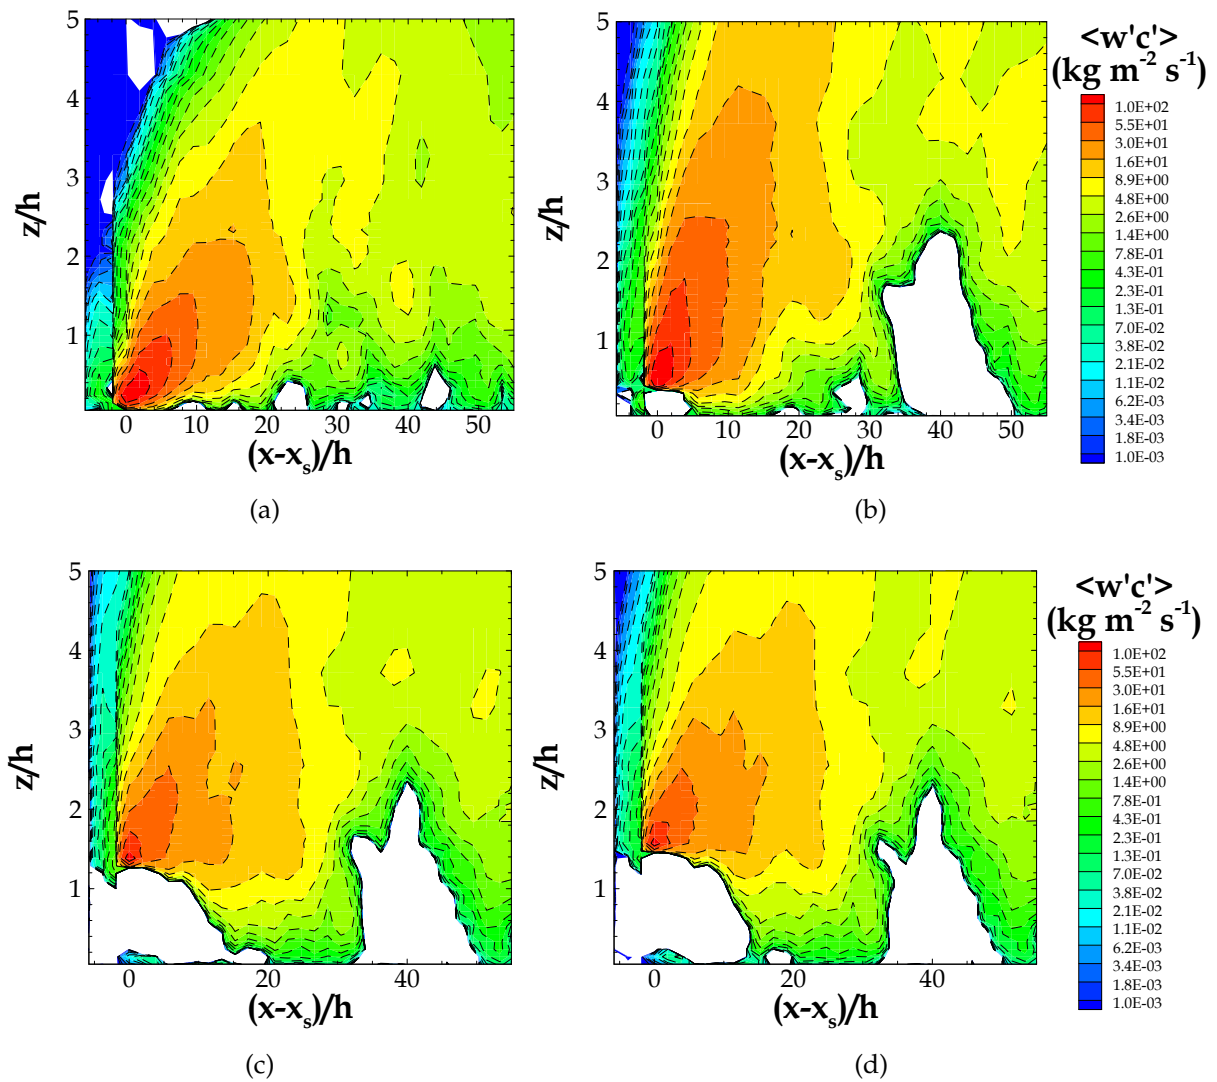 5
4
3
2
1
z/h
0 10 20 30 40 50
(x-xs)/h
(a)
5
4
3
2
1
z/h
0 10 20 30 40 50
(x-xs)/h
(b)
<w'c'>
(kg m-2 s-1)
1.0E+02
5.5E+01
3.0E+01
1.6E+01
8.9E+00
4.8E+00
2.6E+00
1.4E+00
7.8E-01
4.3E-01
2.3E-01
1.3E-01
7.0E-02
3.8E-02
2.1E-02
1.1E-02
6.2E-03
3.4E-03
1.8E-03
1.0E-03
5
4
3
2
1
z/h
0 20 40
(x-xs)/h
(c)
5
4
3
2
1
z/h
0 20 40
(x-xs)/h
(d)
<w'c'>
(kg m-2 s-1)
1.0E+02
5.5E+01
3.0E+01
1.6E+01
8.9E+00
4.8E+00
2.6E+00
1.4E+00
7.8E-01
4.3E-01
2.3E-01
1.3E-01
7.0E-02
3.8E-02
2.1E-02
1.1E-02
6.2E-03
3.4E-03
1.8E-03
1.0E-03